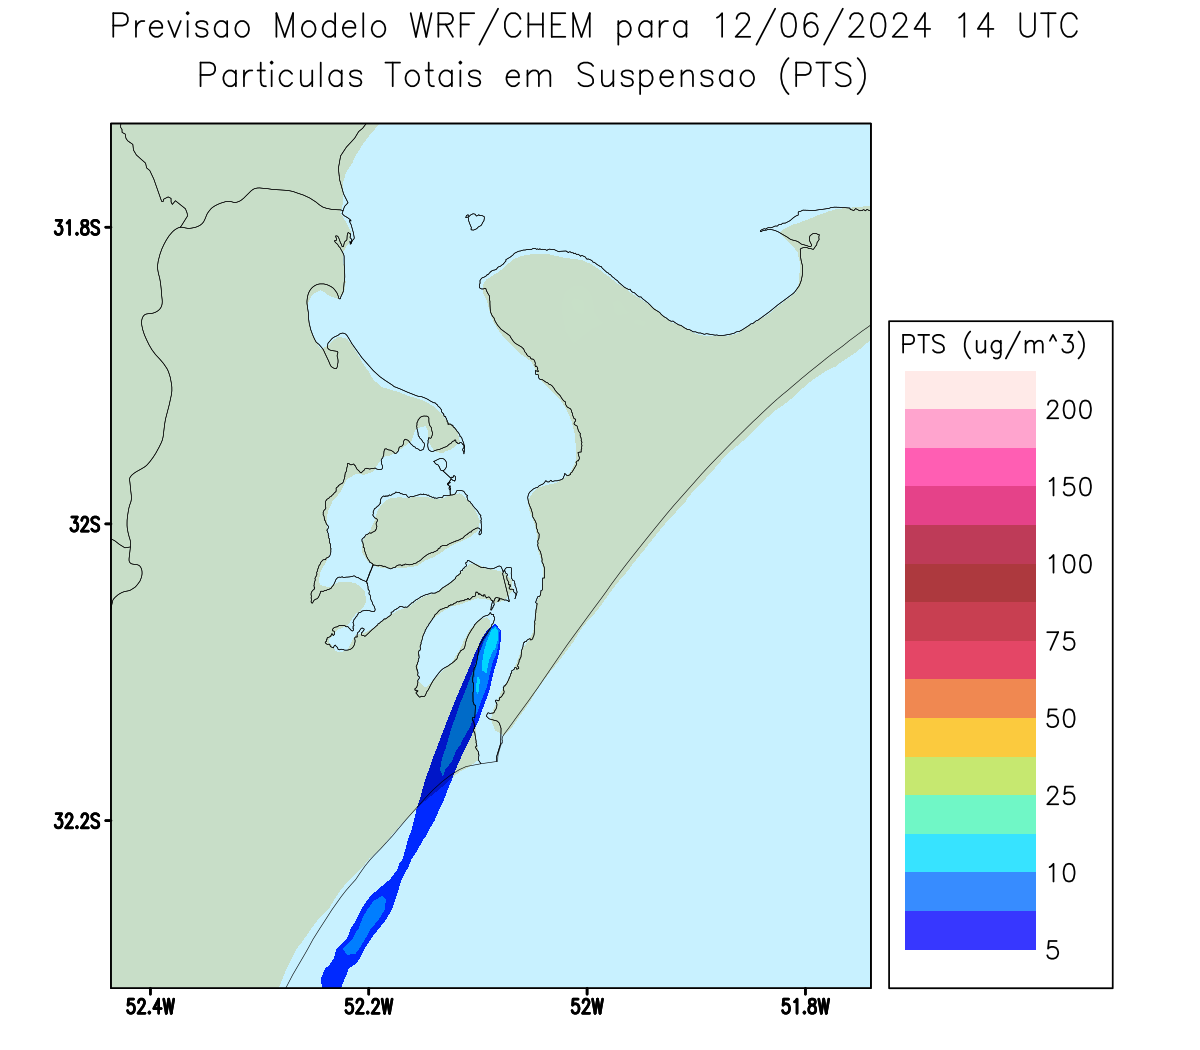 Previsao Modelo WRF/CHEM para 12/06/2024 14 UTC
Particulas Totais em Suspensao (PTS)
31.8S
32S
32.2S
52.4W
52.2W
52W
51.8W
PTS (ug/m^3)
200
150
100
75
50
25
10
5